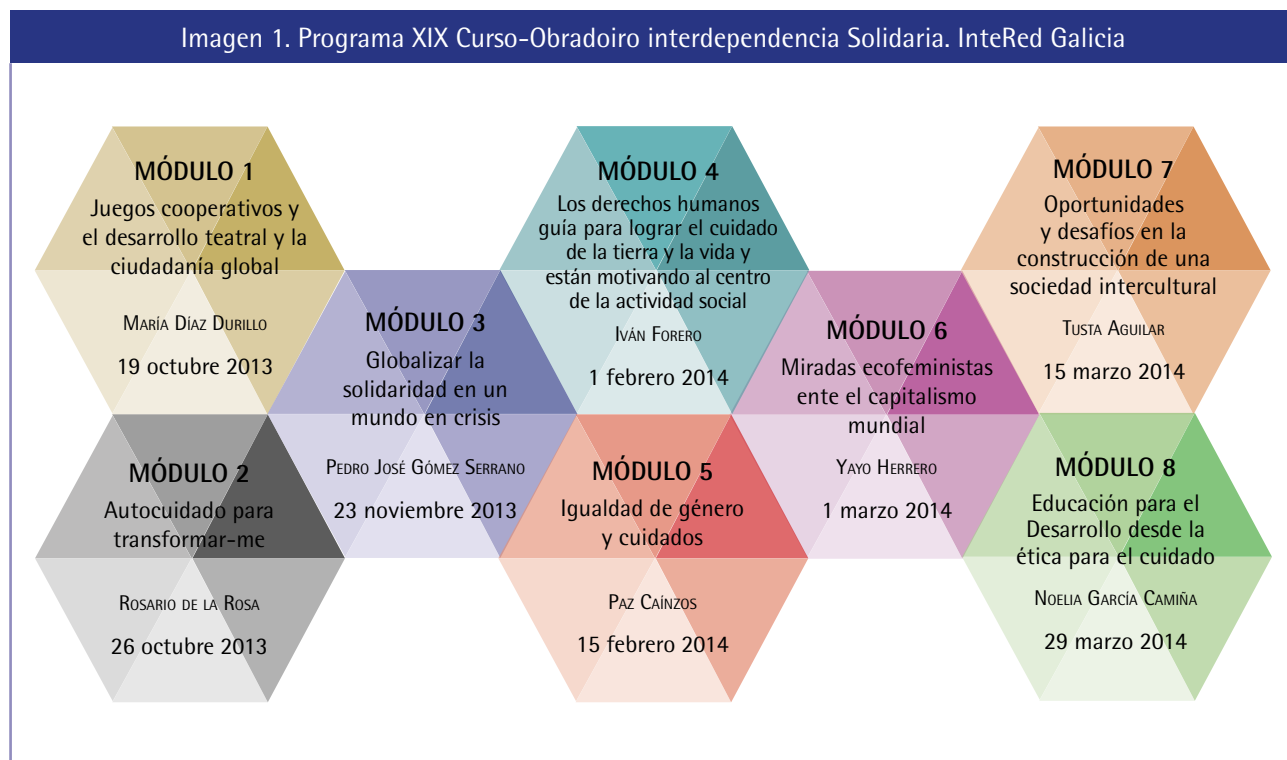 Imagen 1. Programa XIX Curso-Obradoiro interdependencia Solidaria. InteRed Galicia
MÓDULO 1
Juegos cooperativos y
el desarrollo teatral y la
ciudadanía global
María Díaz Durillo
19 octubre 2013
MÓDULO 2
Autocuidado para
transformar-me
Rosario de la Rosa
26 octubre 2013
MÓDULO 3
Globalizar la
solidaridad en un
mundo en crisis
Pedro José Gómez Serrano
23 noviembre 2013
MÓDULO 4
Los derechos humanos
guía para lograr el cuidado
de la tierra y la vida y
están motivando al centro
de la actividad social
Iván Forero
1 febrero 2014
MÓDULO 5
Igualdad de género
y cuidados
Paz Caínzos
15 febrero 2014
MÓDULO 6
Miradas ecofeministas
ente el capitalismo
mundial
Yayo Herrero
1 marzo 2014
MÓDULO 7
Oportunidades
y desafíos en la
construcción de una
sociedad intercultural
Tusta Aguilar
15 marzo 2014
MÓDULO 8
Educación para el
Desarrollo desde la
ética para el cuidado
Noelia García Camiña
29 marzo 2014